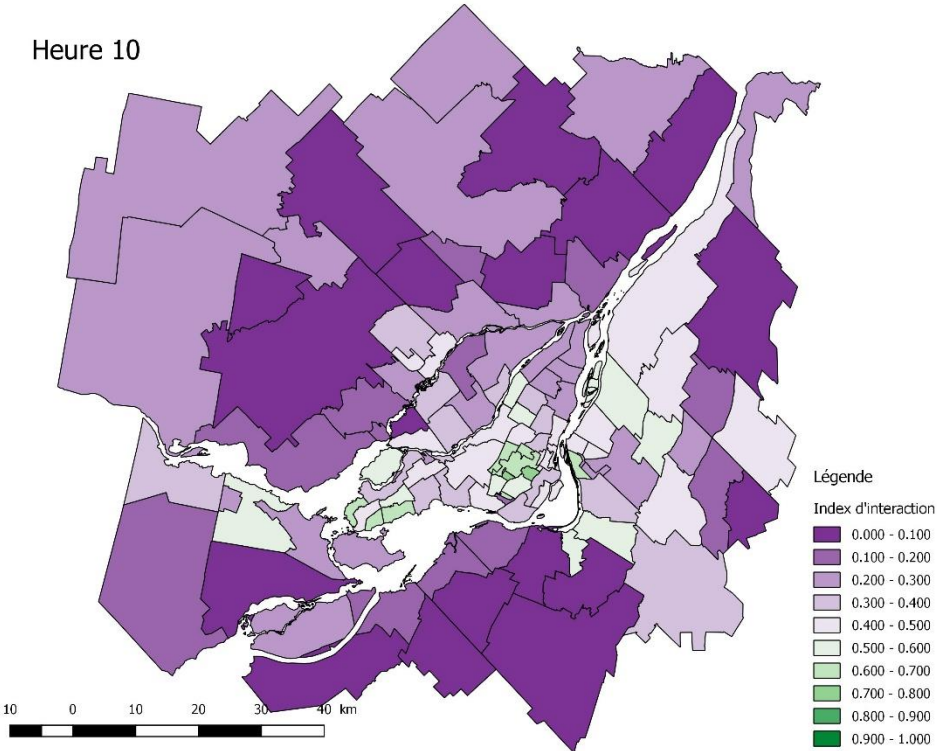 Heure 10
Légende
Index d'interaction
0.000 - 0.100
0.100 - 0.200
0.200 - 0.300
0.300 - 0.400
0.400 - 0.500
0.500 - 0.600
0.600 - 0.700
0.700 - 0.800
0.800 - 0.900
0.900 - 1.000
10 0 10 20 30 40 km